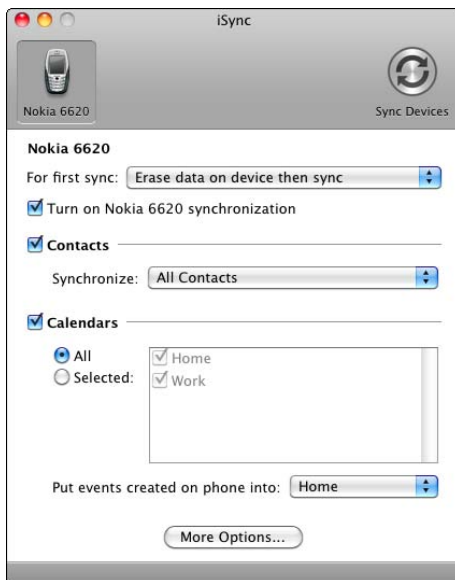 iSync
Nokia 6620
Sync Devices
Nokia 6620
For first sync: Erase data on device then sync
Turn on Nokia 6620 synchronization
Contacts
Synchronize: All Contacts
Calendars
All
Home
Selected:
Work
Put events created on phone into: Home
More Options...